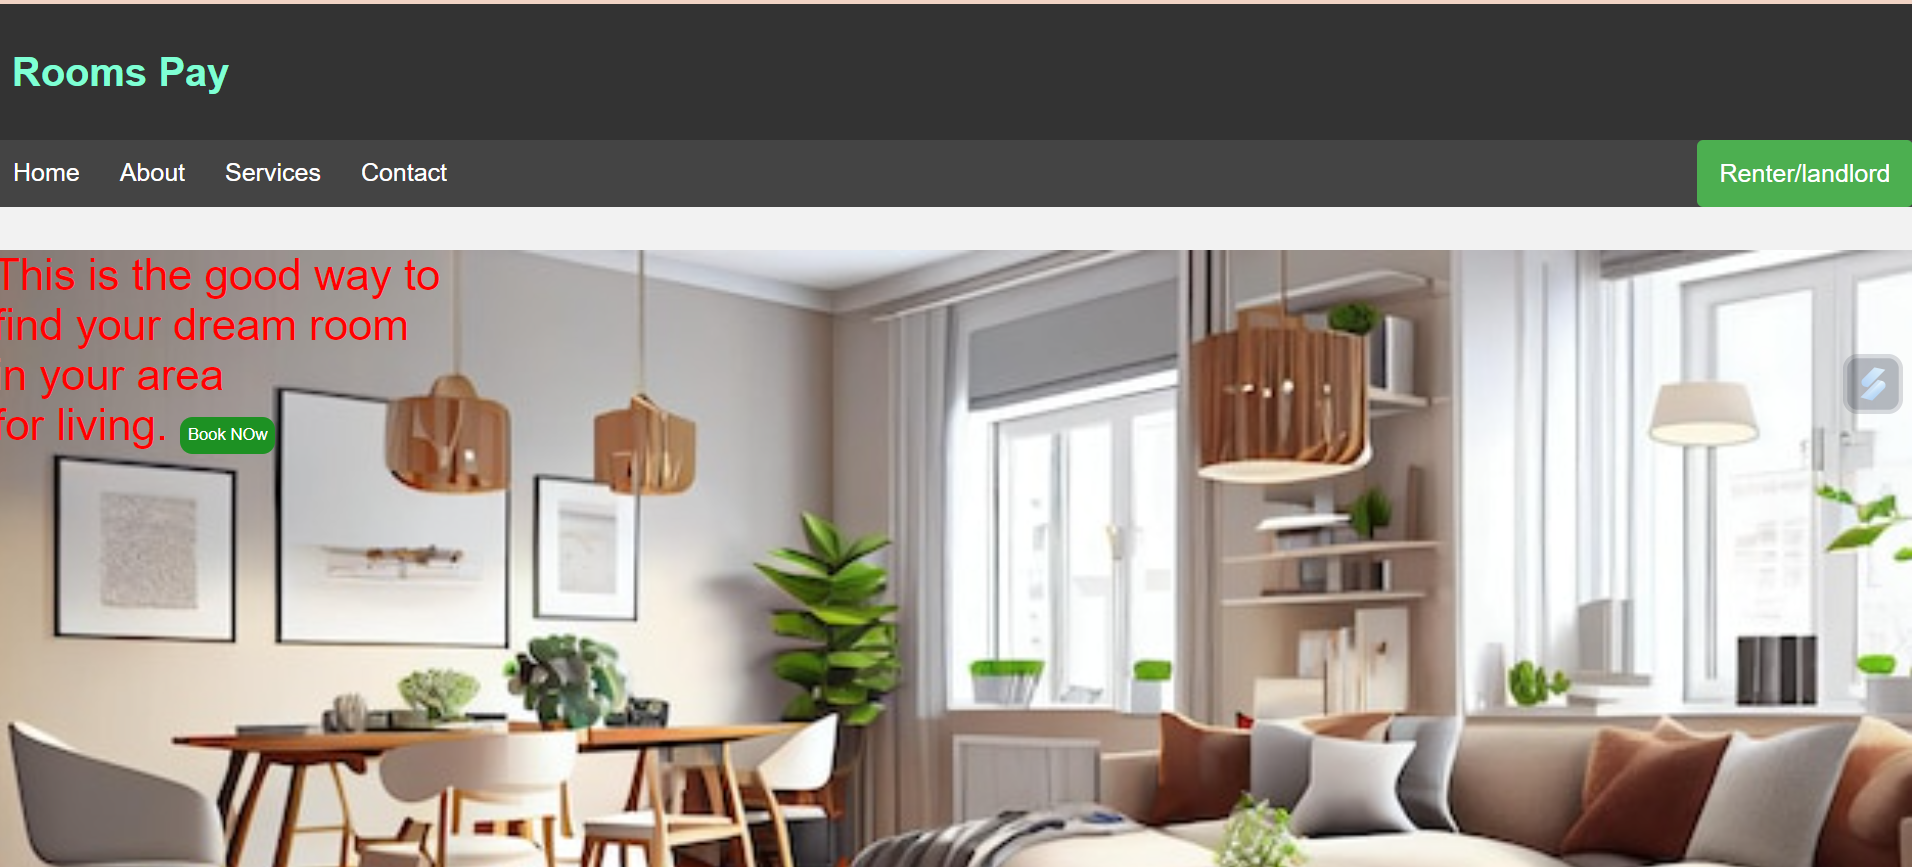 Rooms Pay
Home About Services Contact Renter/landlord
This is the good way to
find your dream room
in your area
for living. Book NOw